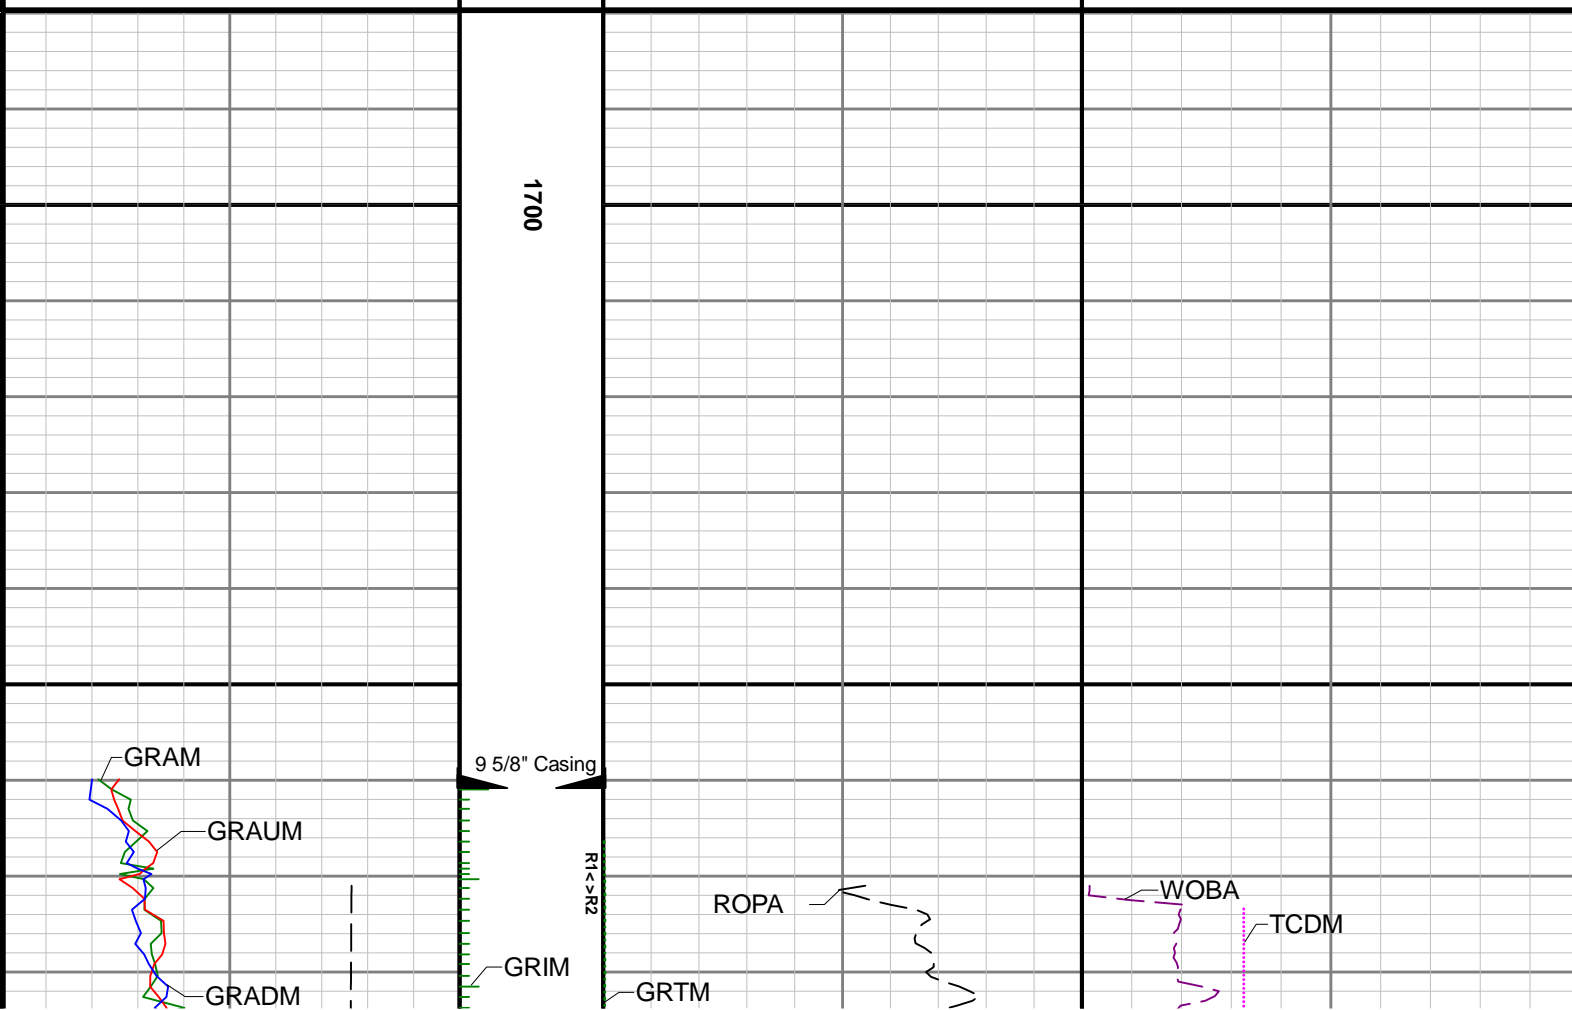 1700
9 5/8" Casing
GRAM
GRAUM
R1< >R2
ROPA
WOBA
TCDM
GRIM
GRADM
GRTM